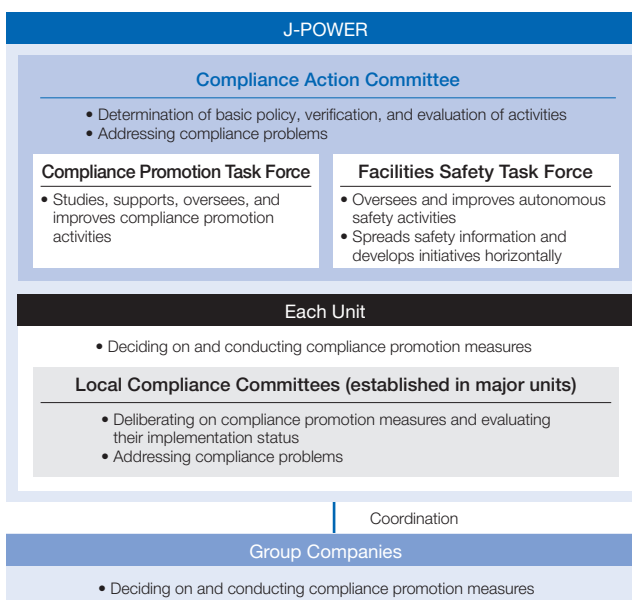 J-POWER
Compliance Action Committee
• Determination of basic policy, verification, and evaluation of activities
• Addressing compliance problems
Compliance Promotion Task Force
• Studies, supports, oversees, and
improves compliance promotion
activities
Facilities Safety Task Force
• Oversees and improves autonomous
safety activities
• Spreads safety information and
develops initiatives horizontally
Each Unit
• Deciding on and conducting compliance promotion measures
Local Compliance Committees (established in major units)
• Deliberating on compliance promotion measures and evaluating
their implementation status
• Addressing compliance problems
Coordination
Group Companies
• Deciding on and conducting compliance promotion measures